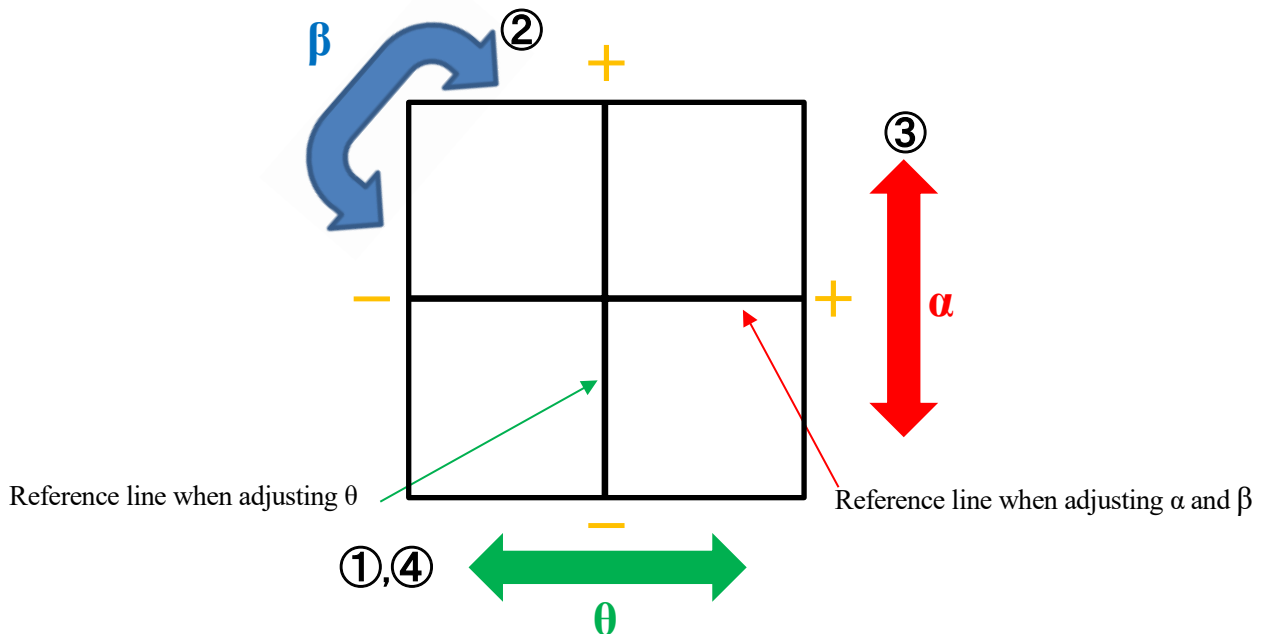 β
②
+
③
−
+
α
Reference line when adjusting θ
Reference line when adjusting α and β
−
①,④
θ